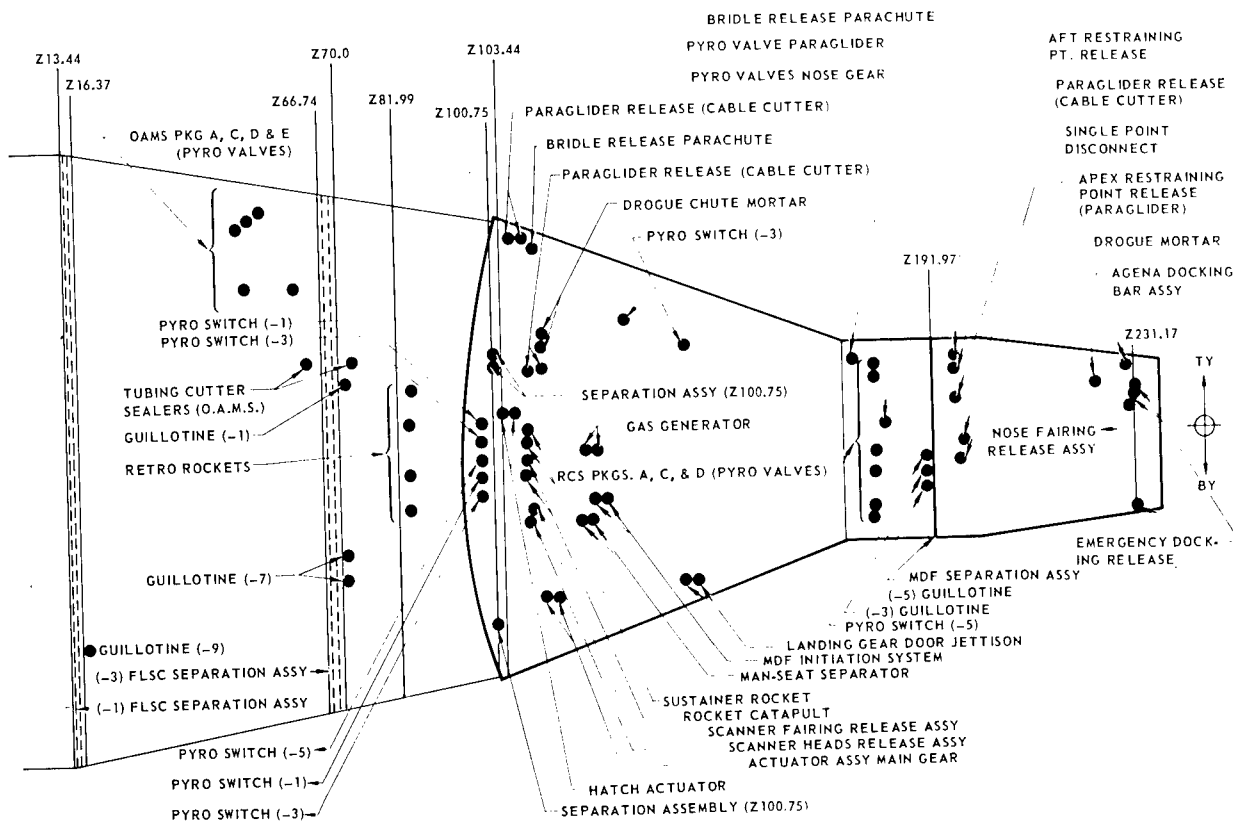 BRIDLE RELEASE PARACHUTE
PYRO VALVE PARAGLIDER
PYRO VALVES NOSE GEAR
AFT RESTRAINING
PT. RELEASE
PARAGLIDER RELEASE
(CABLE CUTTER)
SINGLE POINT
DISCONNECT
APEX RESTRAINING
POINT RELEASE
(PARAGLIDER)
DROGUE MORTAR
AGENA DOCKING
BAR ASSY
Z13.44
Z16.37
Z70.0
Z66.74
Z81.99
Z103.44
Z100.75
Z191.97
Z231.17
OAMS PKG A, C, D & E
(PYRO VALVES)
PARAGLIDER RELEASE (CABLE CUTTER)
BRIDLE RELEASE PARACHUTE
PARAGLIDER RELEASE (CABLE CUTTER)
DROGUE CHUTE MORTAR
PYRO SWITCH (-3)
PYRO SWITCH (-1)
PYRO SWITCH (-3)
TUBING CUTTER
SEALERS (O.A.M.S.)
GUILLOTINE (-1)
RETRO ROCKETS
SEPARATION ASSY (Z100.75)
GAS GENERATOR
RCS PKGS. A, C, & D (PYRO VALVES)
NOSE FAIRING
RELEASE ASSY
TY
BY
GUILLOTINE (-7)
EMERGENCY DOCK-
ING RELEASE
MDF SEPARATION ASSY
(-5) GUILLOTINE
(-3) GUILLOTINE
PYRO SWITCH (-5)
LANDING GEAR DOOR JETTISON
MDF INITIATION SYSTEM
MAN-SEAT SEPARATOR
GUILLOTINE (-9)
(-3) FLSC SEPARATION ASSY
(-1) FLSC SEPARATION ASSY
SUSTAINER ROCKET
ROCKET CATAPULT
SCANNER FAIRING RELEASE ASSY
SCANNER HEADS RELEASE ASSY
ACTUATOR ASSY MAIN GEAR
PYRO SWITCH (-5)
PYRO SWITCH (-1)
PYRO SWITCH (-3)
HATCH ACTUATOR
SEPARATION ASSEMBLY (Z100.75)